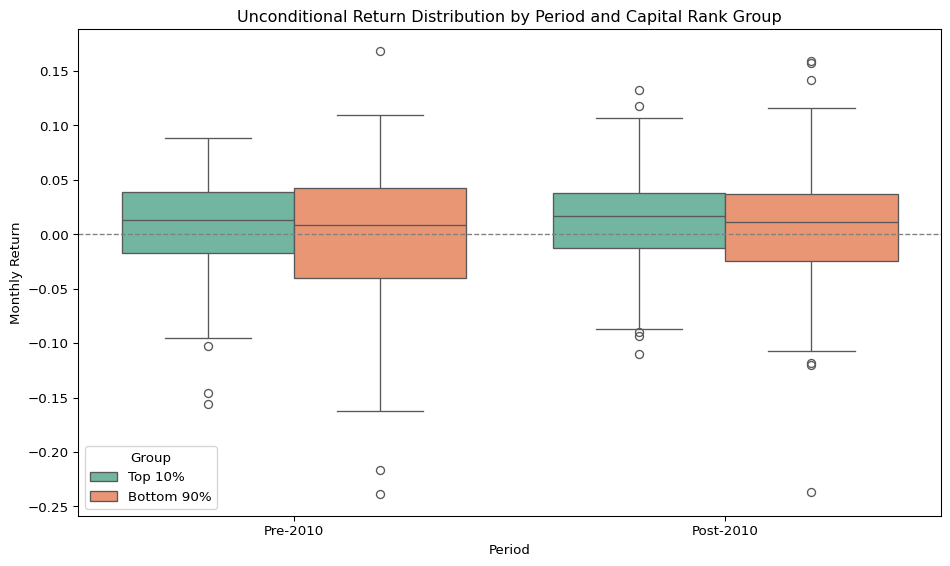 Unconditional Return Distribution by Period and Capital Rank Group
Monthly Return
0.15
0.10
0.05
0.00
−0.05
−0.10
−0.15
−0.20
−0.25
Group
Top 10%
Bottom 90%
Pre-2010
Post-2010
Period